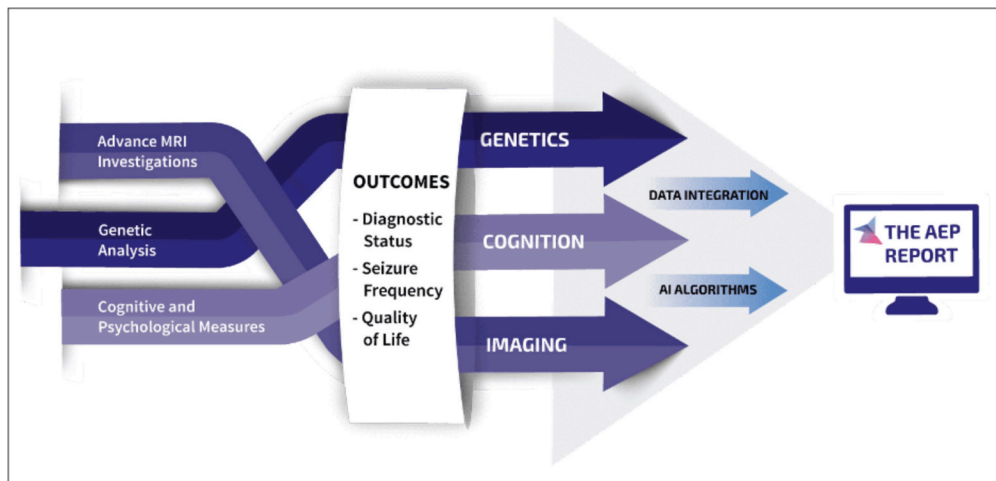 Advance MRI
Investigations
Genetic
Analysis
Cognitive and
Psychological Measures
OUTCOMES
- Diagnostic
Status
- Seizure
Frequency
- Quality
of Life
GENETICS
COGNITION
IMAGING
DATA INTEGRATION
AI ALGORITHMS
THE AEP
REPORT